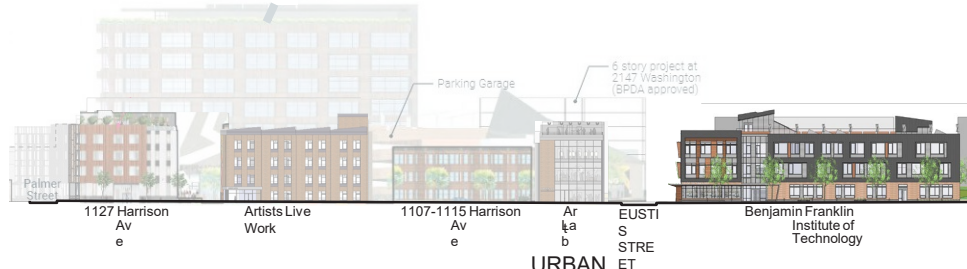 Parking Garage
6 story project at
2147 Washington
(BPDA approved)
Palmer
Street
1127 Harrison
Av
e
Artists Live
Work
1107-1115 Harrison
Av
e
Ar
t
La
b
EUSTI
S
STRE
ET
Benjamin Franklin
Institute of
Technology
URBAN